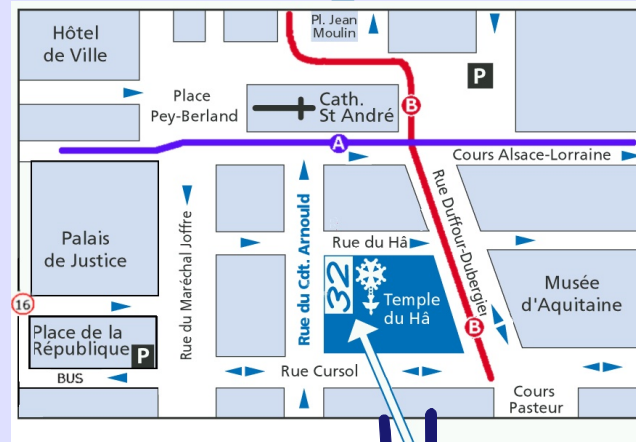 Hôtel
de Ville
Pl. Jean
Moulin
P
Place
Pey-Berland
Cath.
St André
B
A
Cours Alsace-Lorraine
Palais
de Justice
Rue du Maréchal Joffre
Rue du Cdt. Arnould
Rue du Hâ
Rue Duffour-Dubergier
32
Temple
du Hâ
Musée
d'Aquitaine
16
Place de la
République
P
B
BUS
Rue Cursol
Cours
Pasteur